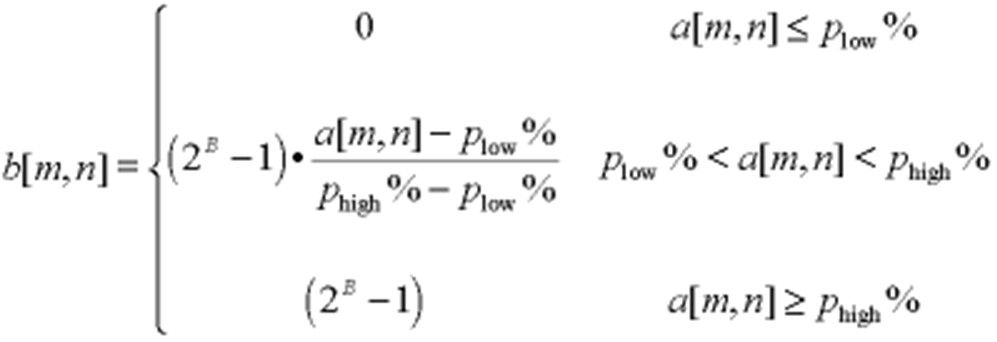 0 a[m,n] ≤ p_low%
b[m,n] = { (2^B − 1) • (a[m,n] − p_low%) / (p_high% − p_low%) p_low% < a[m,n] < p_high%
(2^B − 1) a[m,n] ≥ p_high%